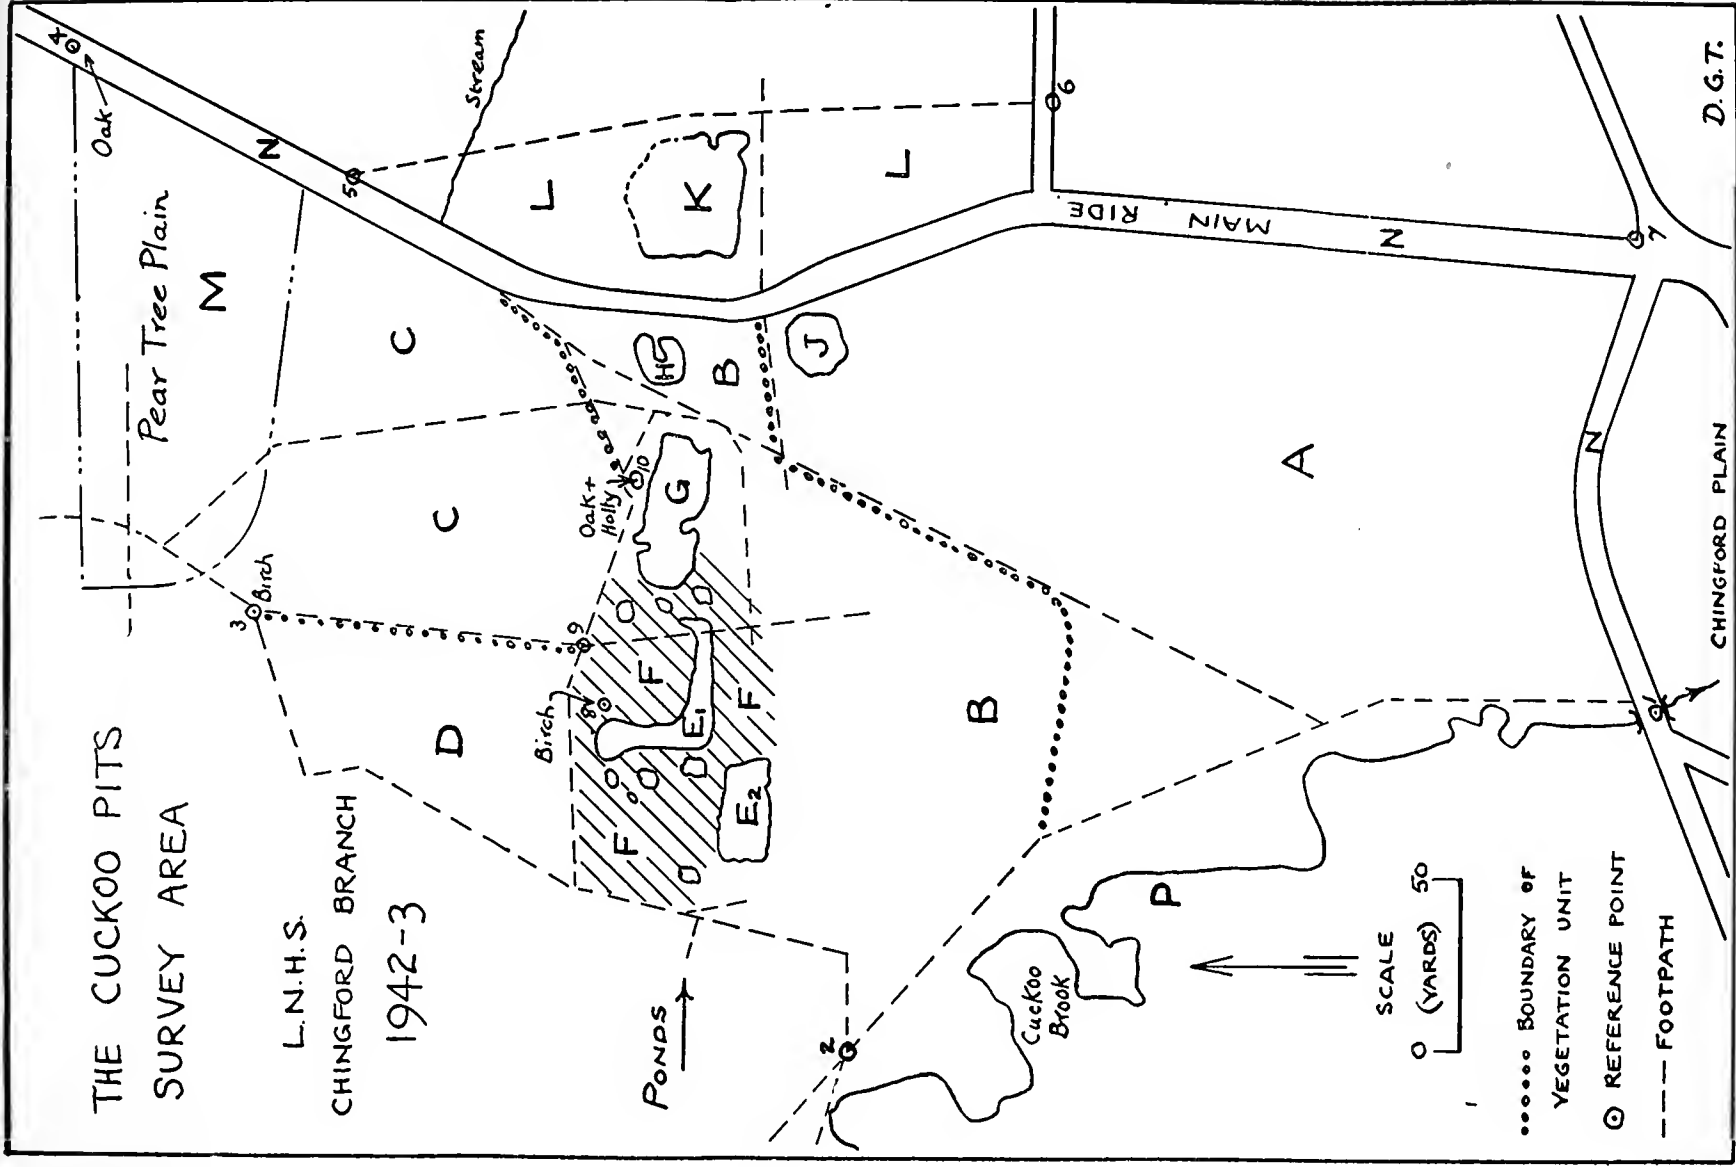 THE CUCKOO PITS
SURVEY AREA
L.N.H.S.
CHINGFORD BRANCH
1942-3
PONDS
Pear Tree Plain
Oak
4
N
Stream
5
M
C
C
D
3
Birch
9
Birch
8
Oak +
Holly
10
L
K
L
6
H
B
J
G
F
F
F
E1
E2
B
A
MAIN RIDE
N
7
N
2
Cuckoo
Brook
P
SCALE
0 (YARDS) 50
BOUNDARY OF
VEGETATION UNIT
REFERENCE POINT
FOOTPATH
CHINGFORD PLAIN
D.G.T.